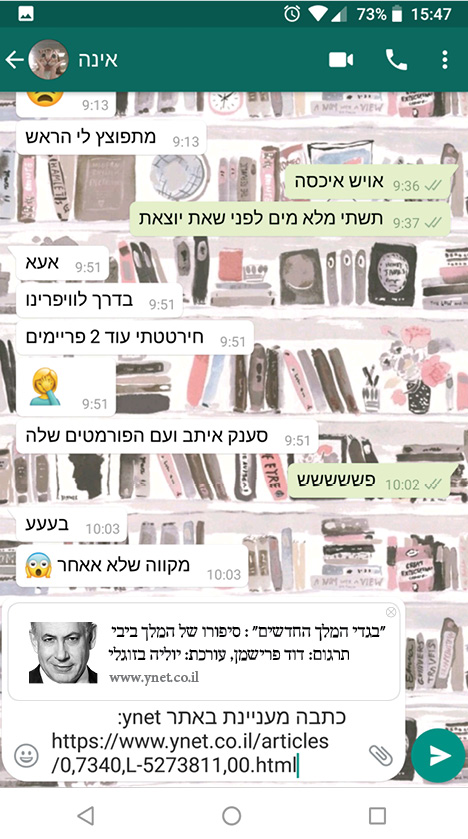 73% 15:47
אינה
9:13
מתפוצץ לי הראש 9:13
אויש איכסה 9:36
תשתי מלא מים לפני שאת יוצאת 9:37
אעא 9:51
בדרך לוויפרינו 9:51
חירטטתי עוד 2 פריימים 9:51
9:51
סענק איתב ועם הפורמטים שלה 9:51
פשששששש 10:02
בעעע 10:03
מקווה שלא אאחר 10:03
"בגדי המלך החדשים": סיפורו של המלך ביבי
תרגום: דוד פרישמן, עורכת: יוליה בזוגלי
www.ynet.co.il
כתבה מעניינת באתר ynet:
https://www.ynet.co.il/articles
/0,7340,L-5273811,00.html